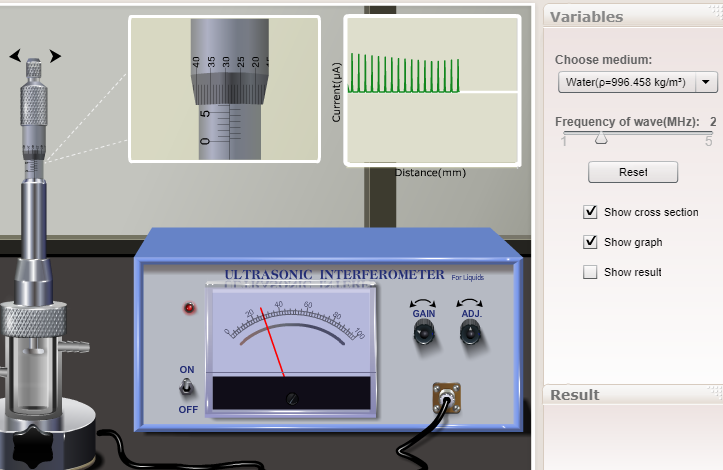 40 35 30 25 20
5
0
Current(µA)
Distance(mm)
ULTRASONIC INTERFEROMETER For Liquids
0 20 40 60 80 100
GAIN
ADJ.
ON
OFF
Variables
Choose medium:
Water(ρ=996.458 kg/m³)
Frequency of wave(MHz): 2
1 5
Reset
Show cross section
Show graph
Show result
Result